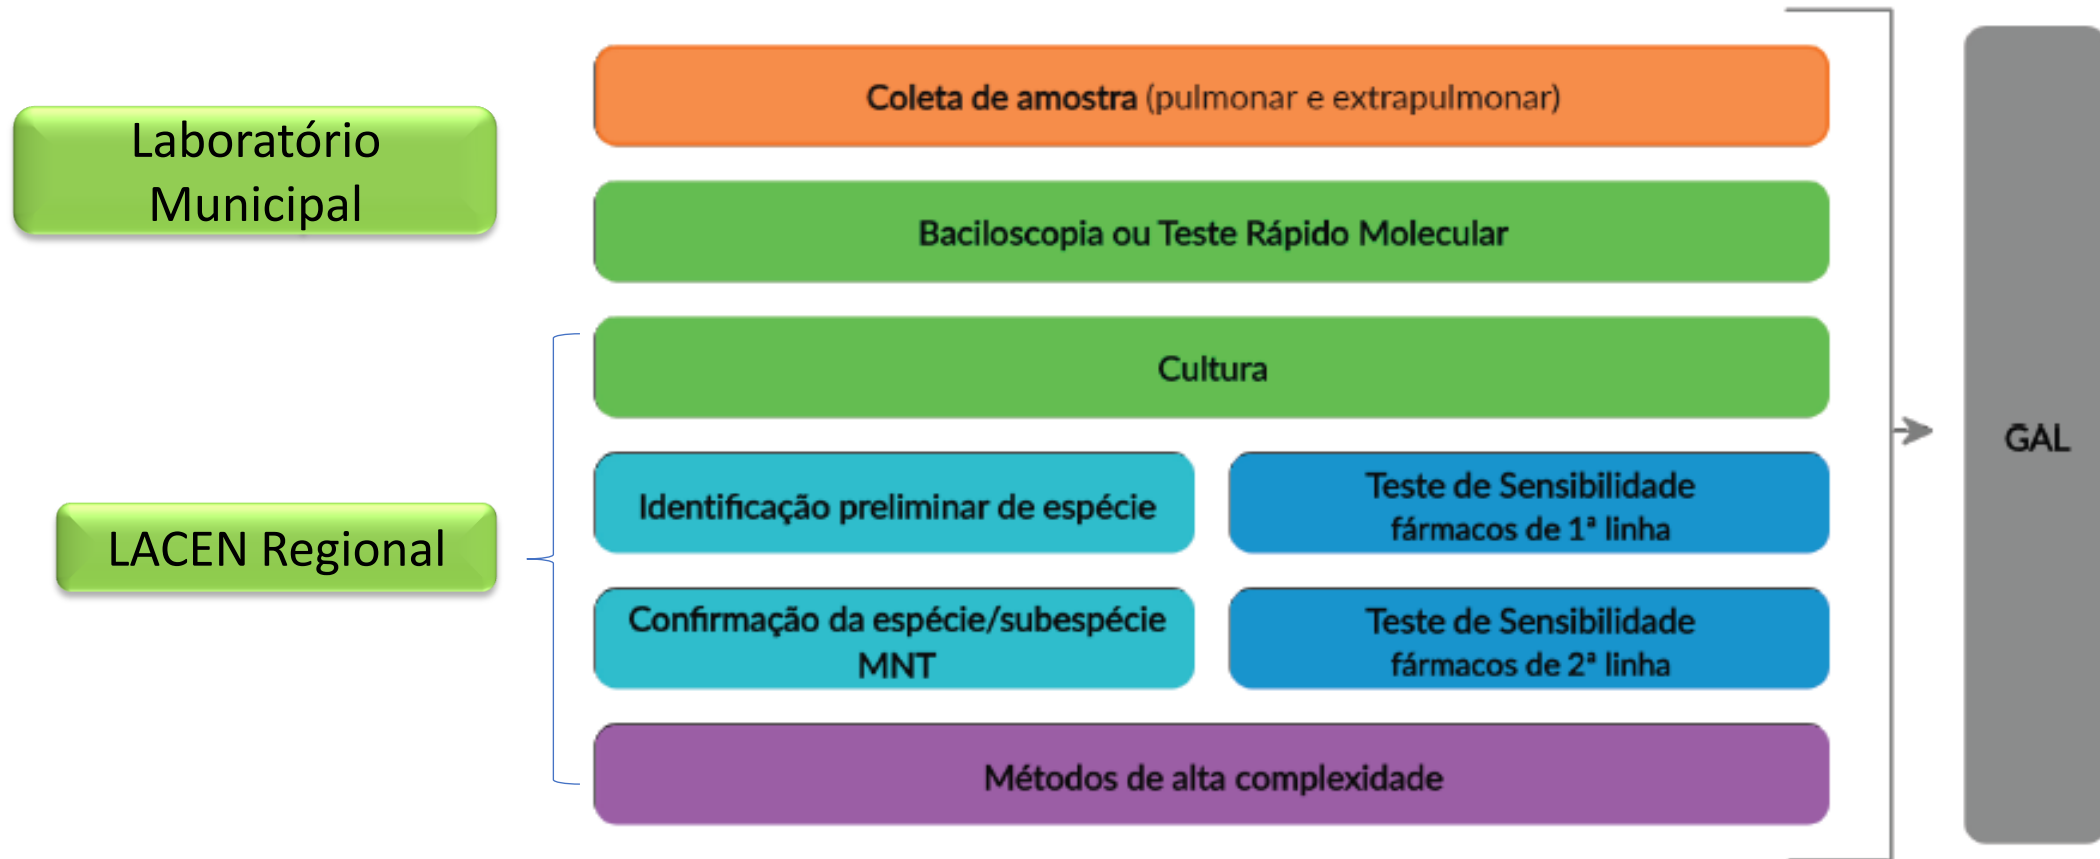 Laboratório
Municipal
LACEN Regional
Coleta de amostra (pulmonar e extrapulmonar)
Baciloscopia ou Teste Rápido Molecular
Cultura
Identificação preliminar de espécie
Teste de Sensibilidade
fármacos de 1ª linha
Confirmação da espécie/subespécie
MNT
Teste de Sensibilidade
fármacos de 2ª linha
Métodos de alta complexidade
GAL